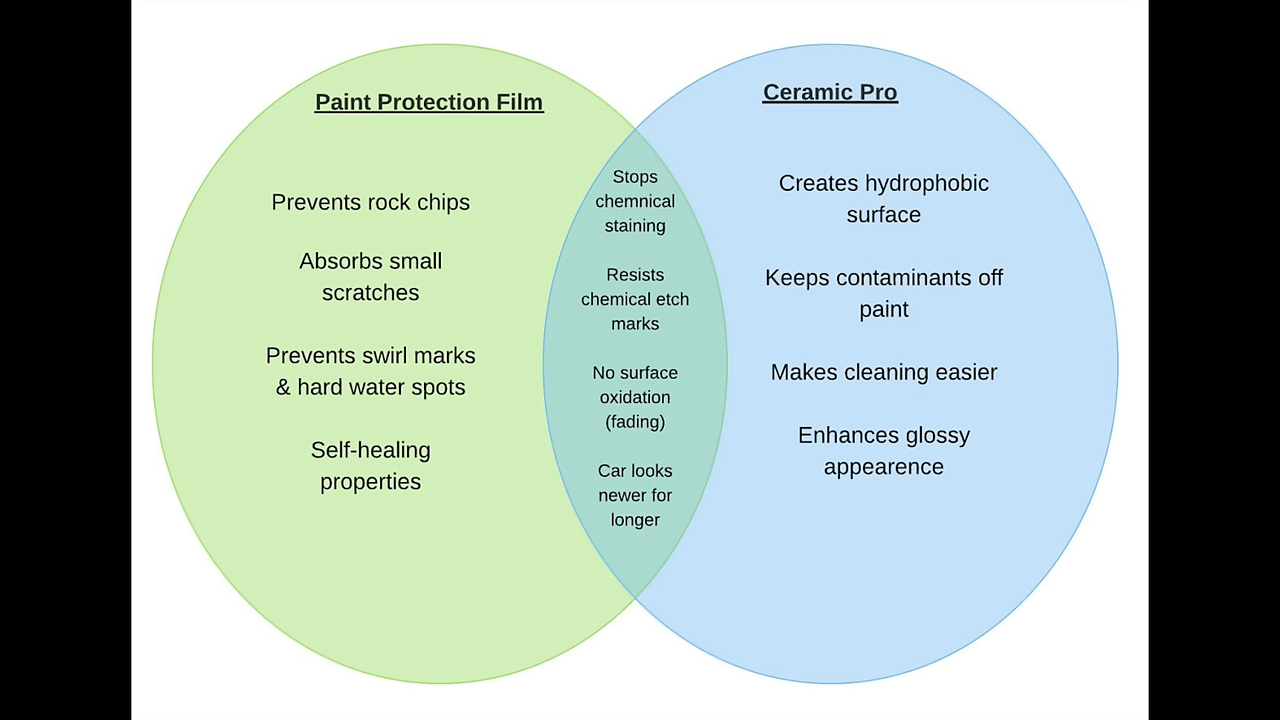 Paint Protection Film
Prevents rock chips
Absorbs small
scratches
Prevents swirl marks
& hard water spots
Self-healing
properties
Stops
chemnical
staining
Resists
chemical etch
marks
No surface
oxidation
(fading)
Car looks
newer for
longer
Ceramic Pro
Creates hydrophobic
surface
Keeps contaminants off
paint
Makes cleaning easier
Enhances glossy
appearence